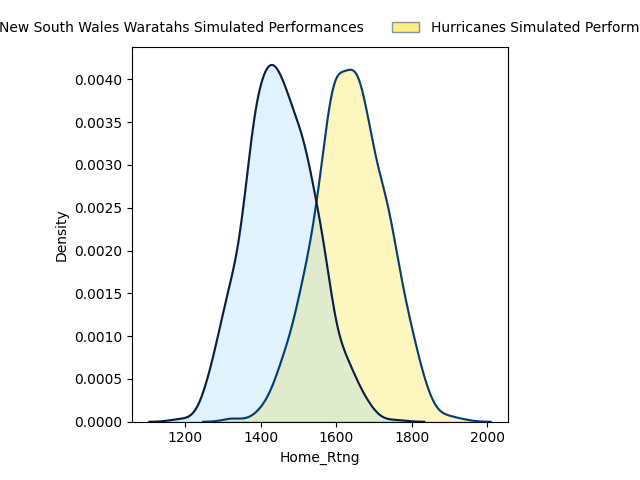 New South Wales Waratahs Simulated Performances Hurricanes Simulated Perform
0.0040
0.0035
0.0030
0.0025
0.0020
0.0015
0.0010
0.0005
0.0000
Density
1200 1400 1600 1800 2000
Home_Rtng